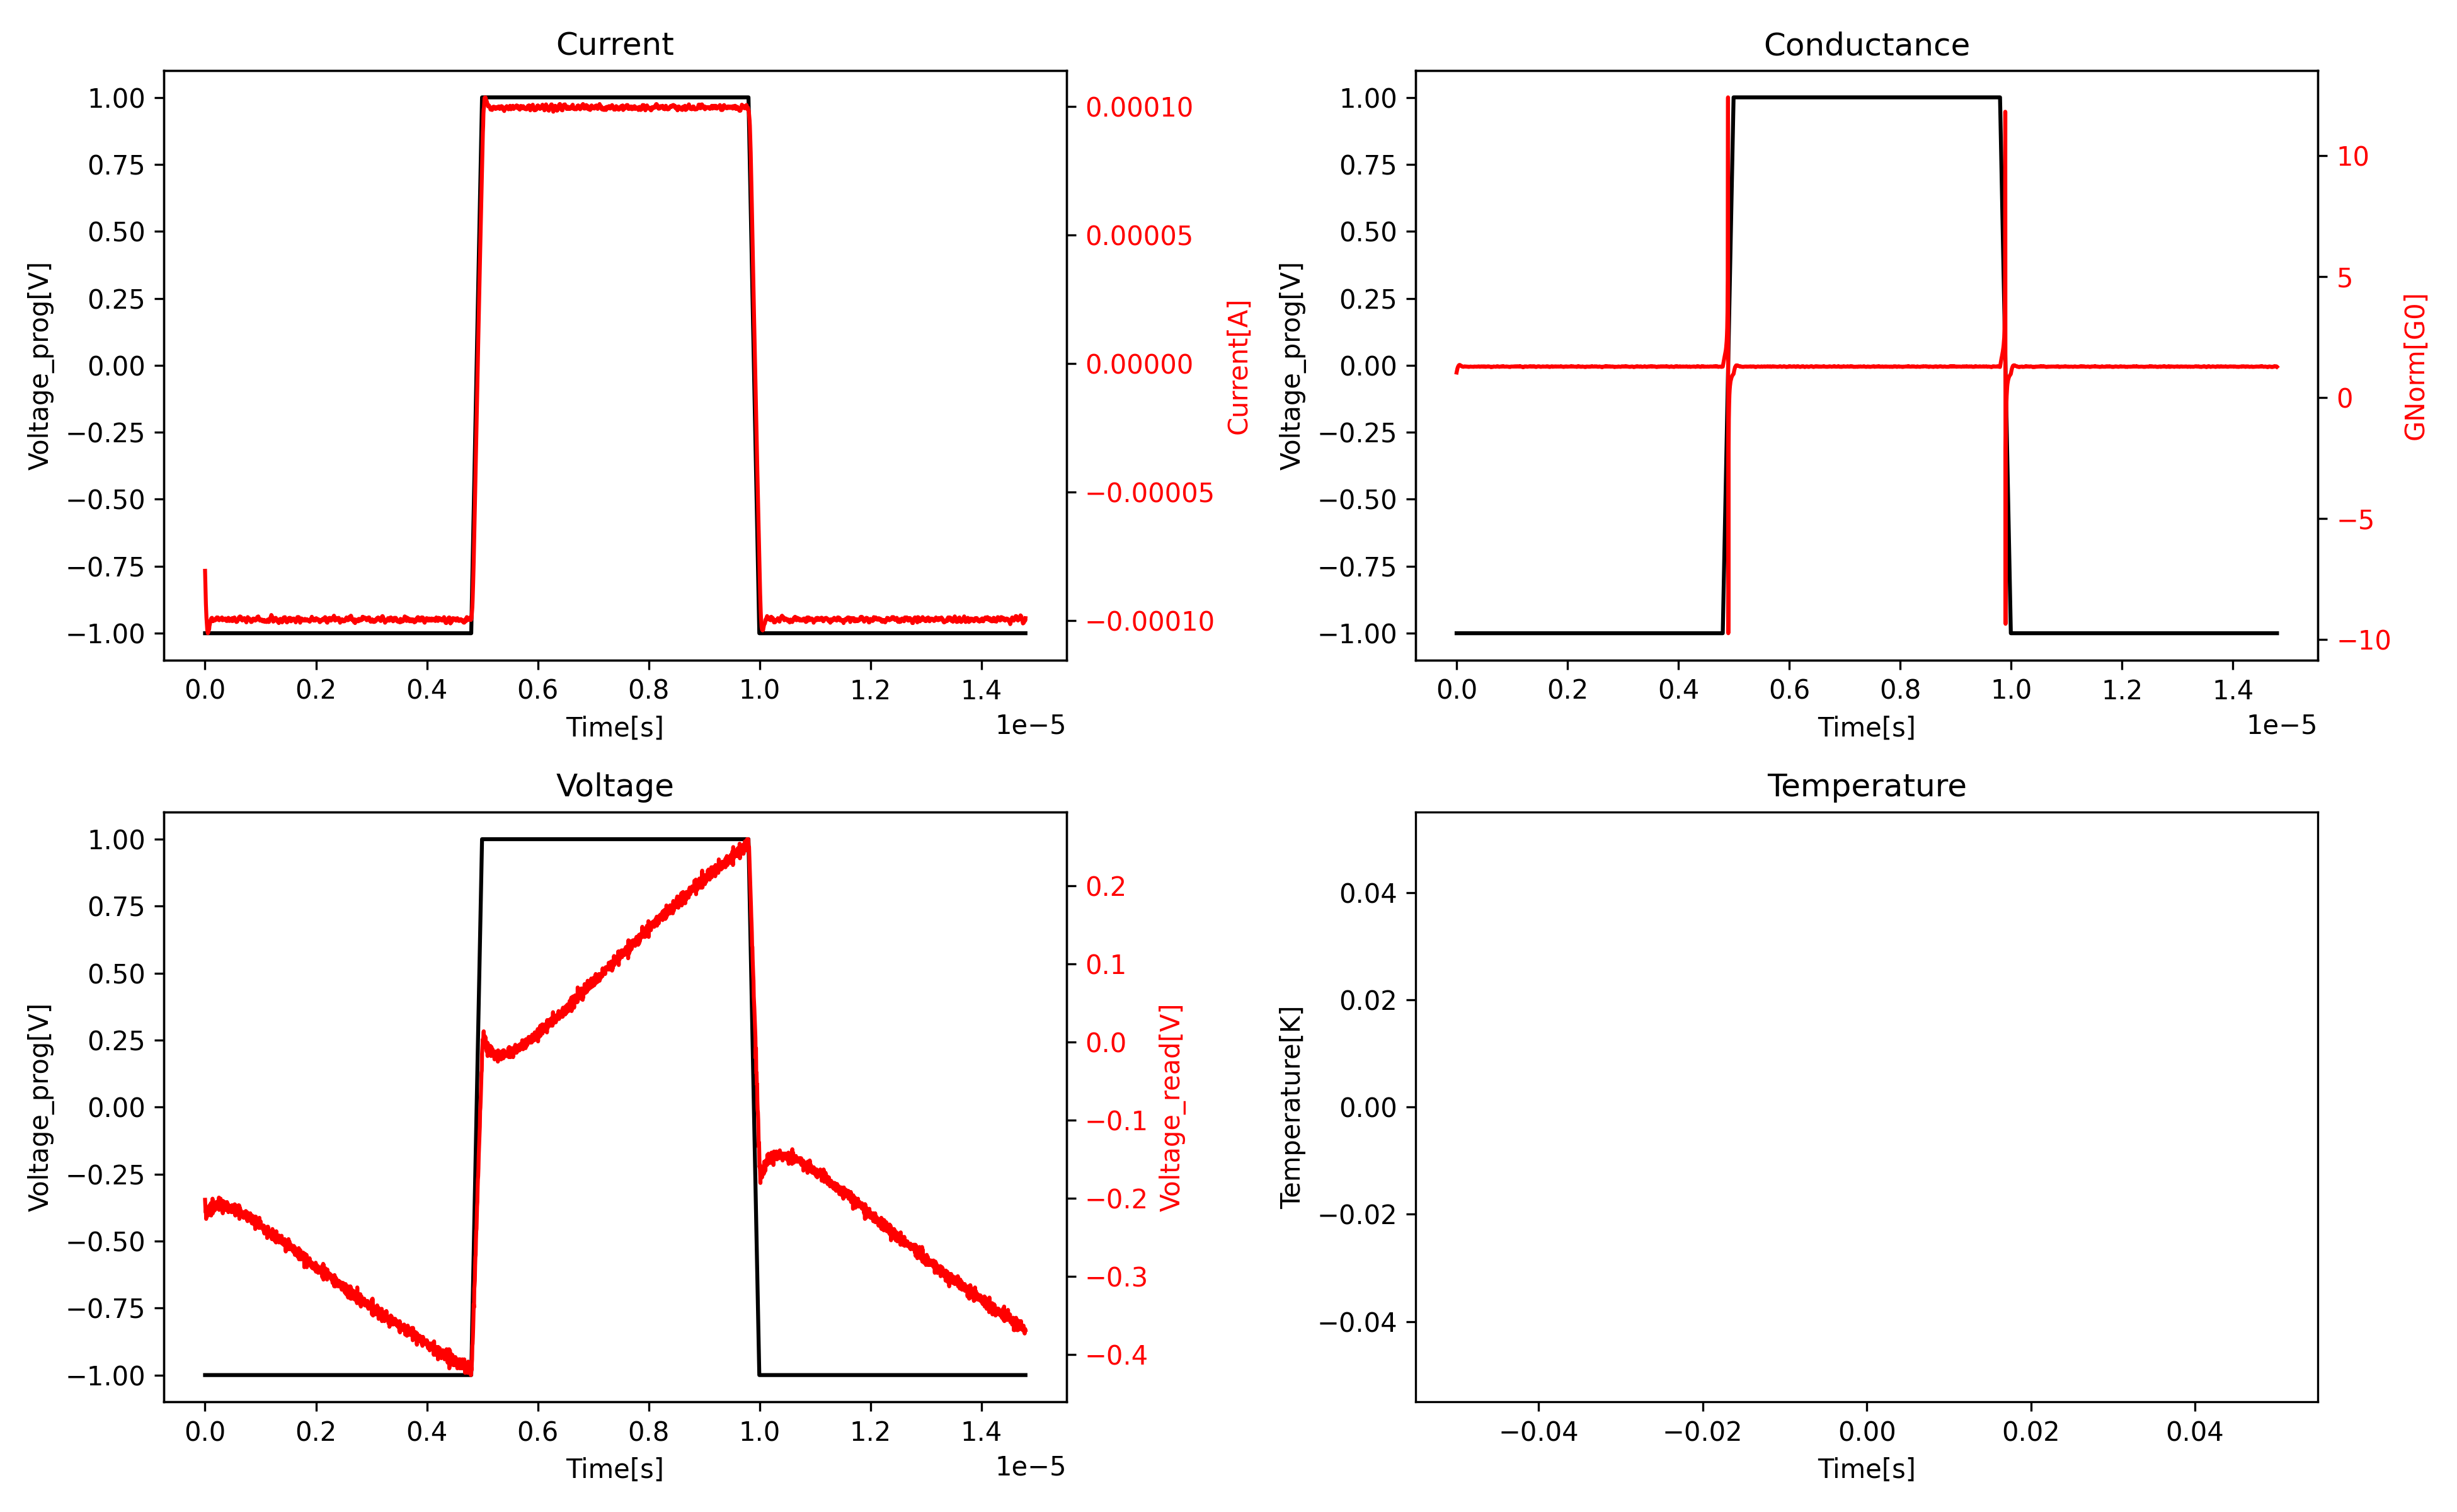 Current
1.00
0.75
0.50
0.25
0.00
−0.25
−0.50
−0.75
−1.00
Voltage_prog[V]
0.00010
0.00005
0.00000
−0.00005
−0.00010
Current[A]
0.0 0.2 0.4 0.6 0.8 1.0 1.2 1.4
Time[s]
1e−5
Conductance
1.00
0.75
0.50
0.25
0.00
−0.25
−0.50
−0.75
−1.00
Voltage_prog[V]
10
5
0
−5
−10
GNorm[G0]
0.0 0.2 0.4 0.6 0.8 1.0 1.2 1.4
Time[s]
1e−5
Voltage
1.00
0.75
0.50
0.25
0.00
−0.25
−0.50
−0.75
−1.00
Voltage_prog[V]
0.2
0.1
0.0
−0.1
−0.2
−0.3
−0.4
Voltage_read[V]
0.0 0.2 0.4 0.6 0.8 1.0 1.2 1.4
Time[s]
1e−5
Temperature
0.04
0.02
0.00
−0.02
−0.04
Temperature[K]
−0.04 −0.02 0.00 0.02 0.04
Time[s]